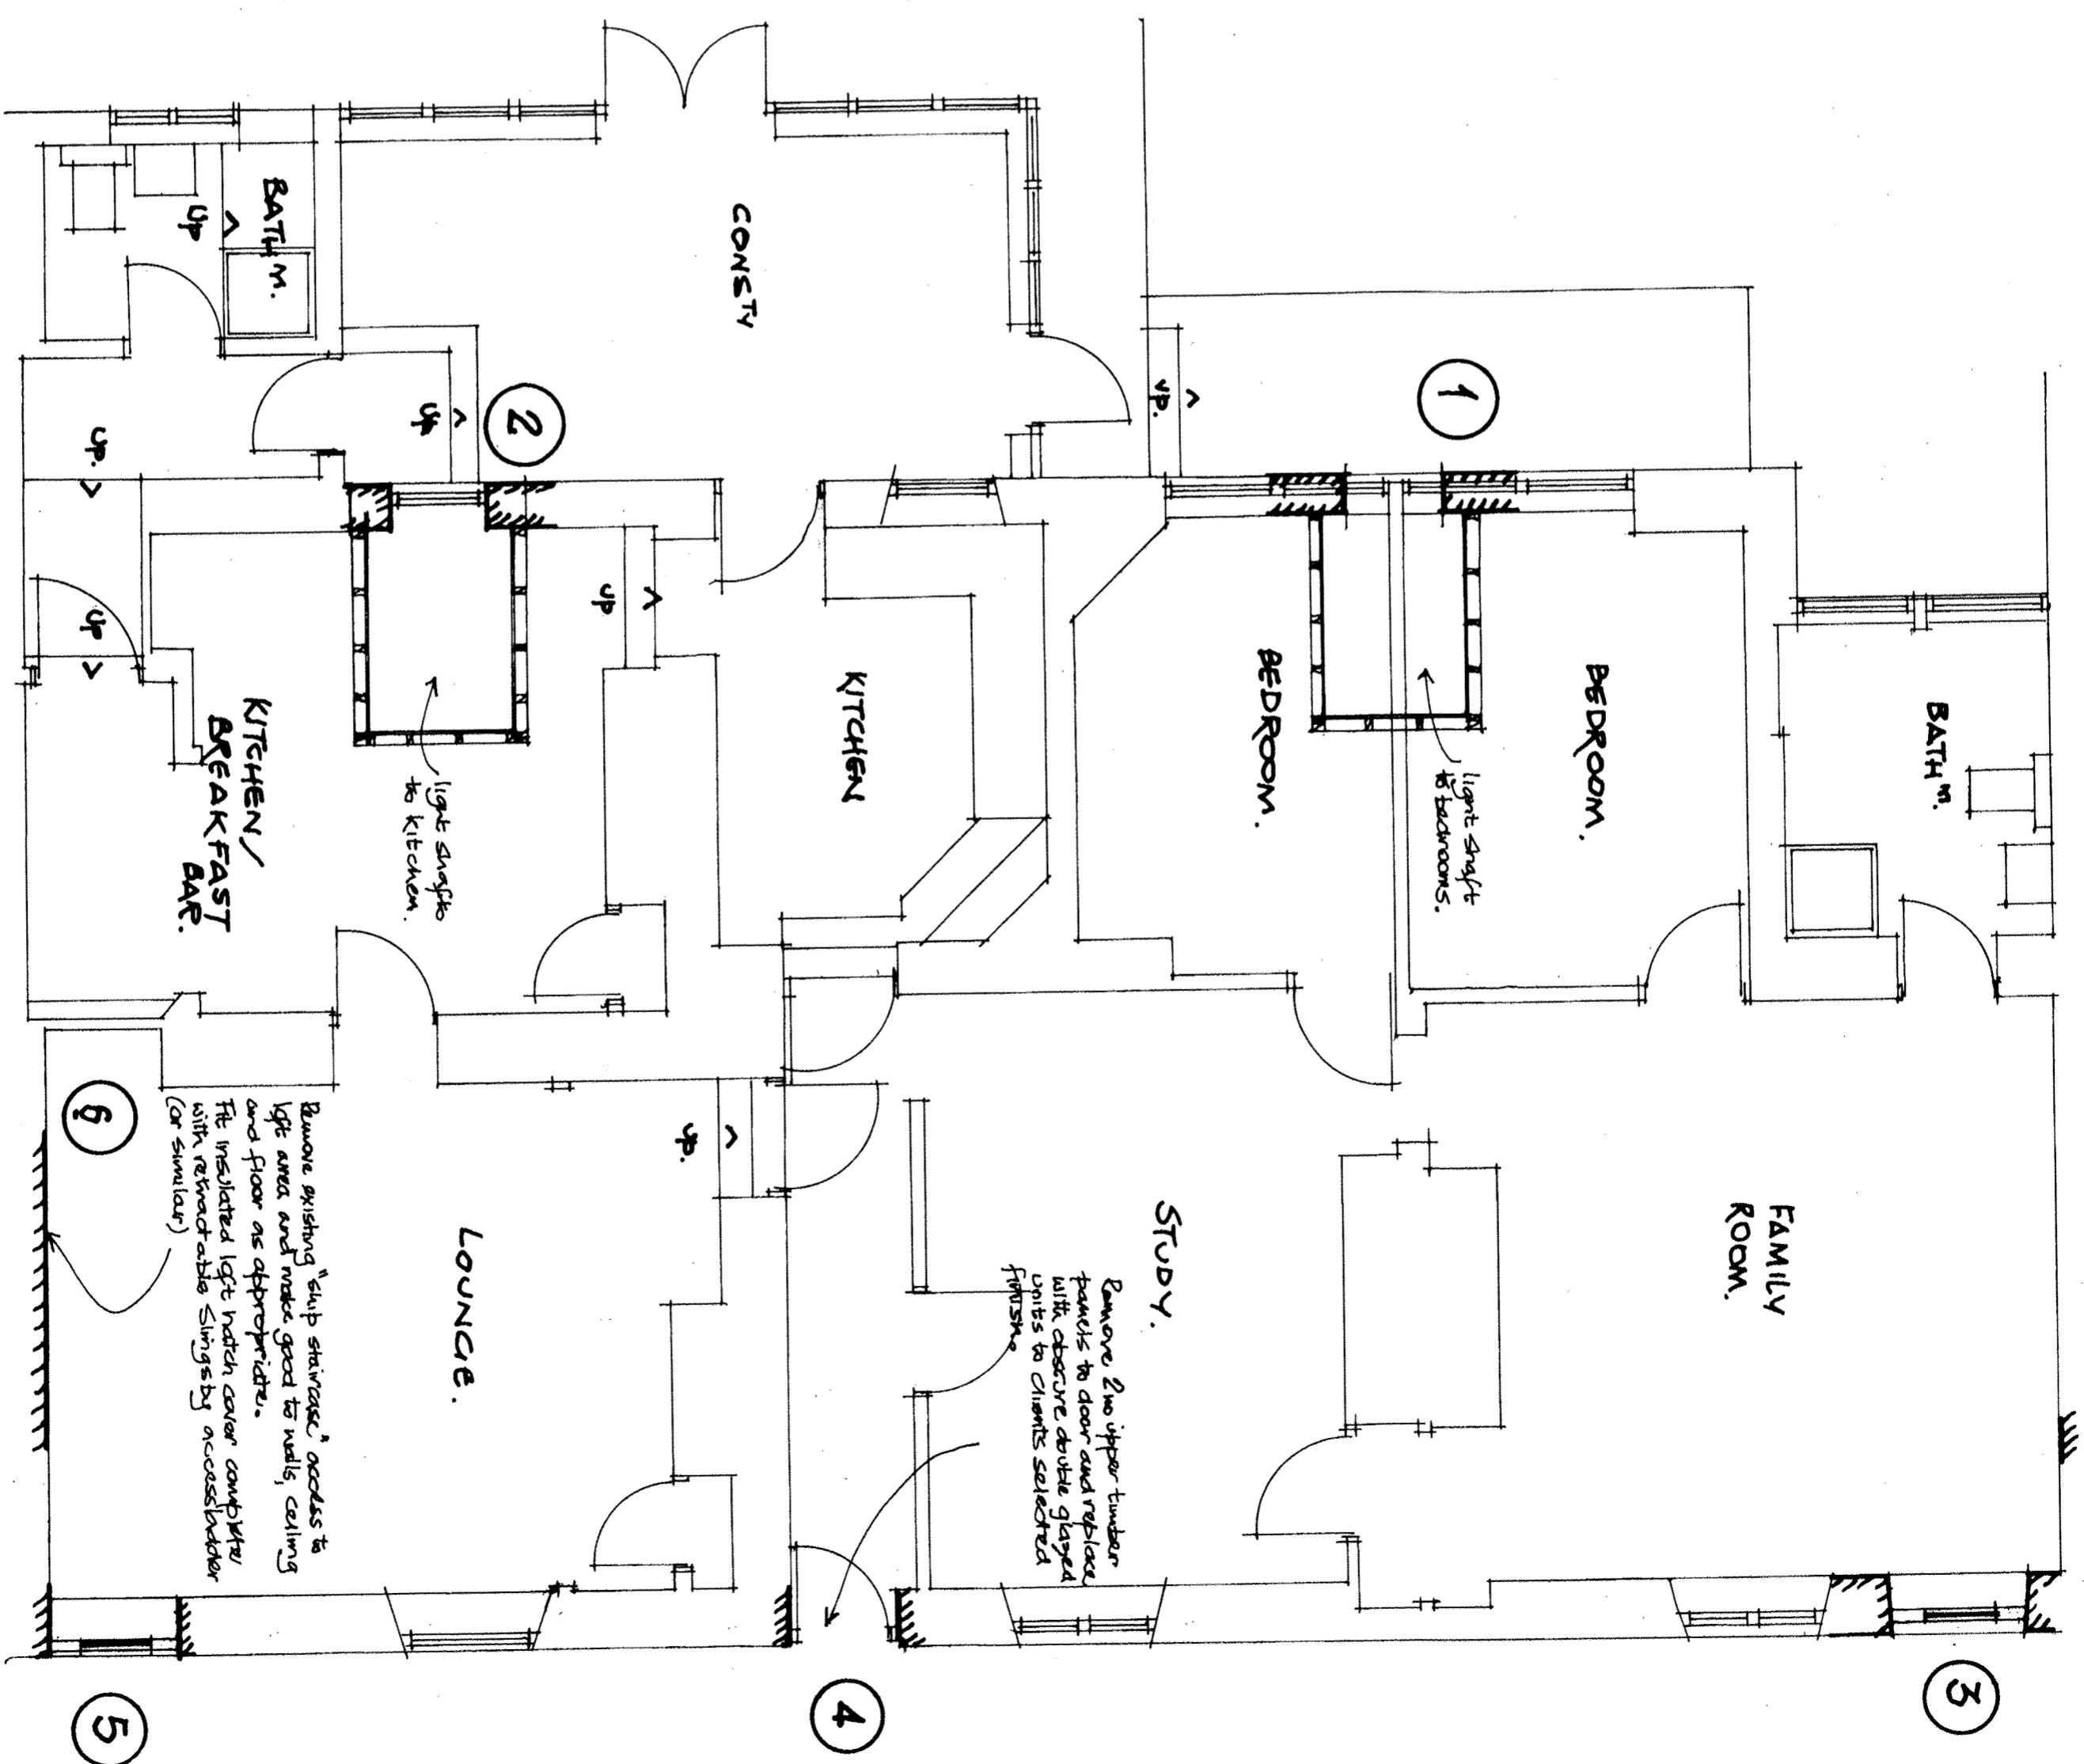 BATHm.
UP
CONSTY
UP
UP.
UP
UP
UP.
1
2
KITCHEN/
BREAKFAST
BAR.
light shaft
to kitchen.
KITCHEN
BEDROOM.
light shaft
to bedrooms.
BEDROOM.
BATHm.
UP.
LOUNGE.
Remove existing "ship staircase" access to
loft area and make good to walls, ceiling
and floor as appropriate.
Fit insulated loft hatch cover complete
with retractable Slingsby access ladder
(or similar)
6
STUDY.
Remove 2no upper timber
panels to door and replace
with obscure double glazed
units to clients selected
finish.
FAMILY
ROOM.
3
4
5